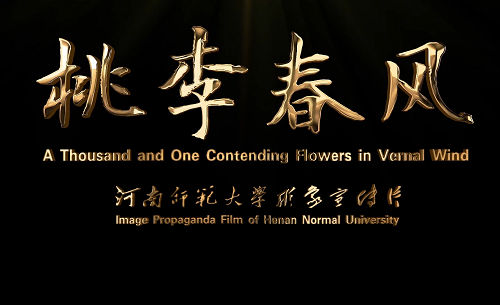 桃李春风
A Thousand and One Contending Flowers in Vernal Wind
河南师范大学形象宣传片
Image Propaganda Film of Henan Normal University